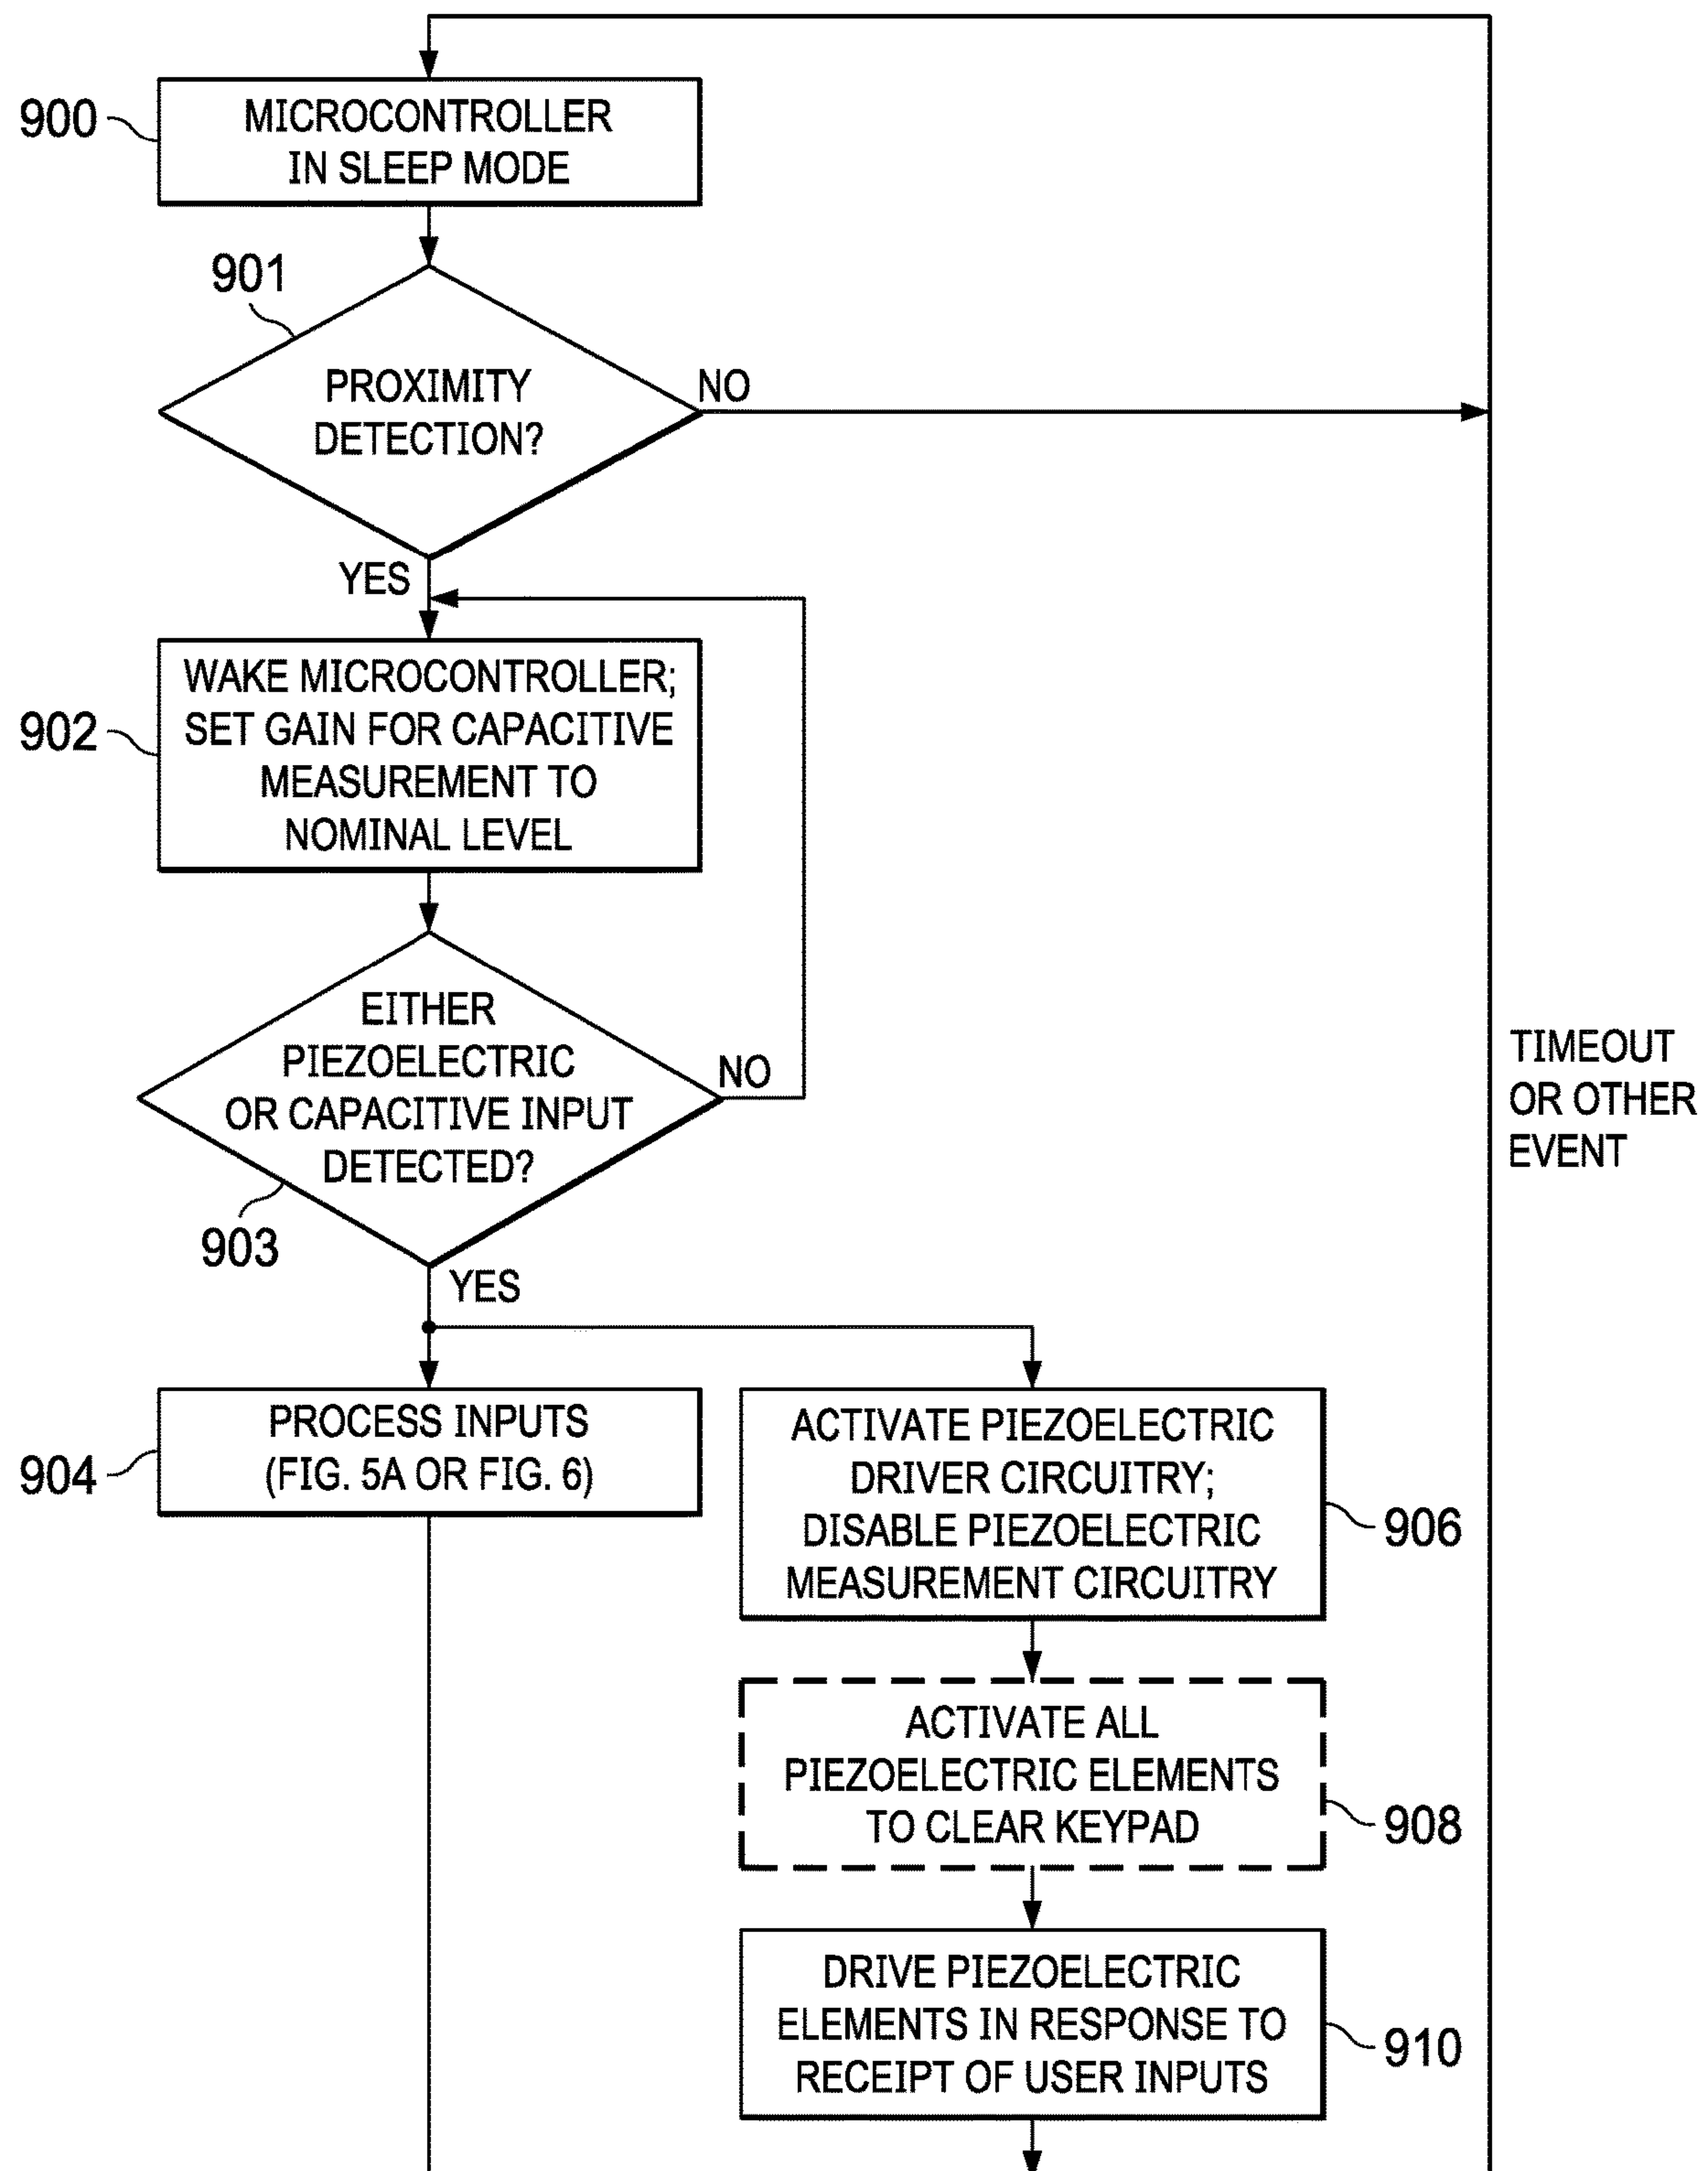 900
MICROCONTROLLER
IN SLEEP MODE
901
PROXIMITY
DETECTION?
NO
YES
902
WAKE MICROCONTROLLER;
SET GAIN FOR CAPACITIVE
MEASUREMENT TO
NOMINAL LEVEL
EITHER
PIEZOELECTRIC
OR CAPACITIVE INPUT
DETECTED?
NO
903
YES
TIMEOUT
OR OTHER
EVENT
904
PROCESS INPUTS
(FIG. 5A OR FIG. 6)
ACTIVATE PIEZOELECTRIC
DRIVER CIRCUITRY;
DISABLE PIEZOELECTRIC
MEASUREMENT CIRCUITRY
906
ACTIVATE ALL
PIEZOELECTRIC ELEMENTS
TO CLEAR KEYPAD
908
DRIVE PIEZOELECTRIC
ELEMENTS IN RESPONSE TO
RECEIPT OF USER INPUTS
910